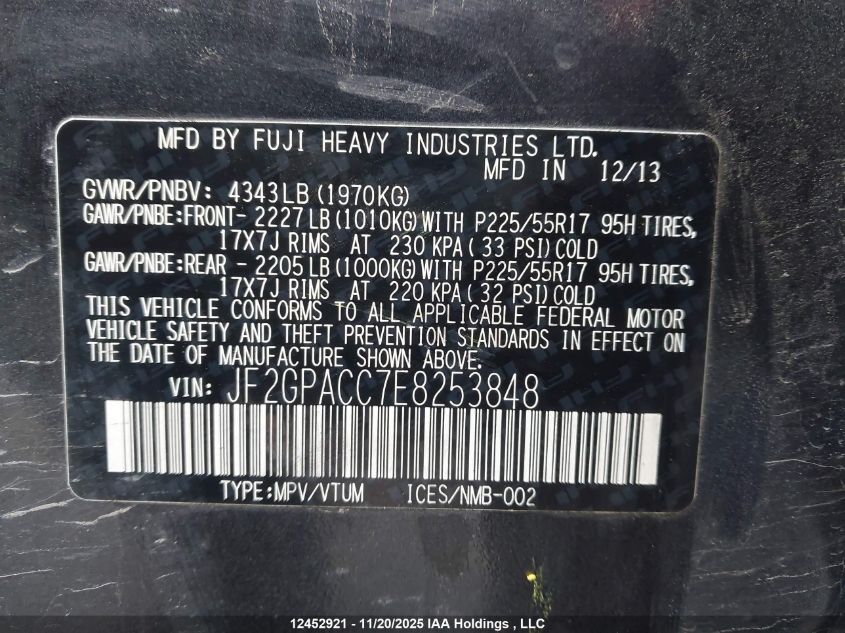 MFD BY FUJI HEAVY INDUSTRIES LTD.
MFD IN 12/13
GVWR/PNBV: 4343LB (1970KG)
GAWR/PNBE:FRONT- 2227LB(1010KG)WITH P225/55R17 95H TIRES,
17X7J RIMS AT 230 KPA( 33 PSI)COLD
GAWR/PNBE:REAR - 2205LB(1000KG)WITH P225/55R17 95H TIRES,
17X7J RIMS AT 220 KPA( 32 PSI)COLD
THIS VEHICLE CONFORMS TO ALL APPLICABLE FEDERAL MOTOR
VEHICLE SAFETY AND THEFT PREVENTION STANDARDS IN EFFECT ON
THE DATE OF MANUFACTURE SHOWN ABOVE.
VIN: JF2GPACC7E8253848
TYPE:MPV/VTUM ICES/NMB-002
12452921 - 11/20/2025 IAA Holdings , LLC